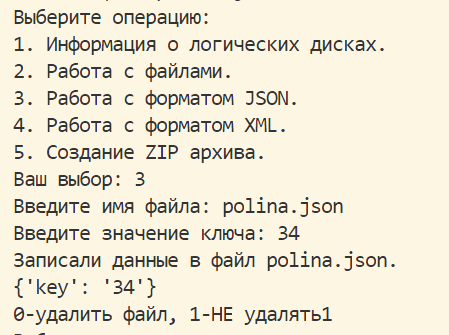 Выберите операцию:
1. Информация о логических дисках.
2. Работа с файлами.
3. Работа с форматом JSON.
4. Работа с форматом XML.
5. Создание ZIP архива.
Ваш выбор: 3
Введите имя файла: polina.json
Введите значение ключа: 34
Записали данные в файл polina.json.
{'key': '34'}
0-удалить файл, 1-НЕ удалять1